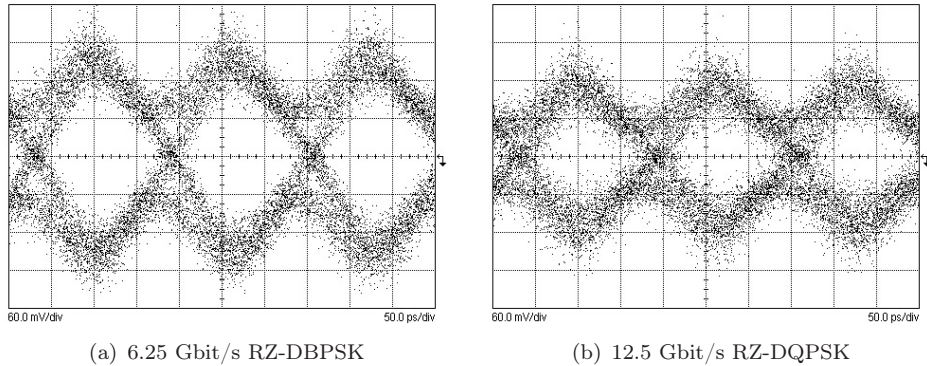 60.0 mV/div 50.0 ps/div
60.0 mV/div 50.0 ps/div
(a) 6.25 Gbit/s RZ-DBPSK
(b) 12.5 Gbit/s RZ-DQPSK